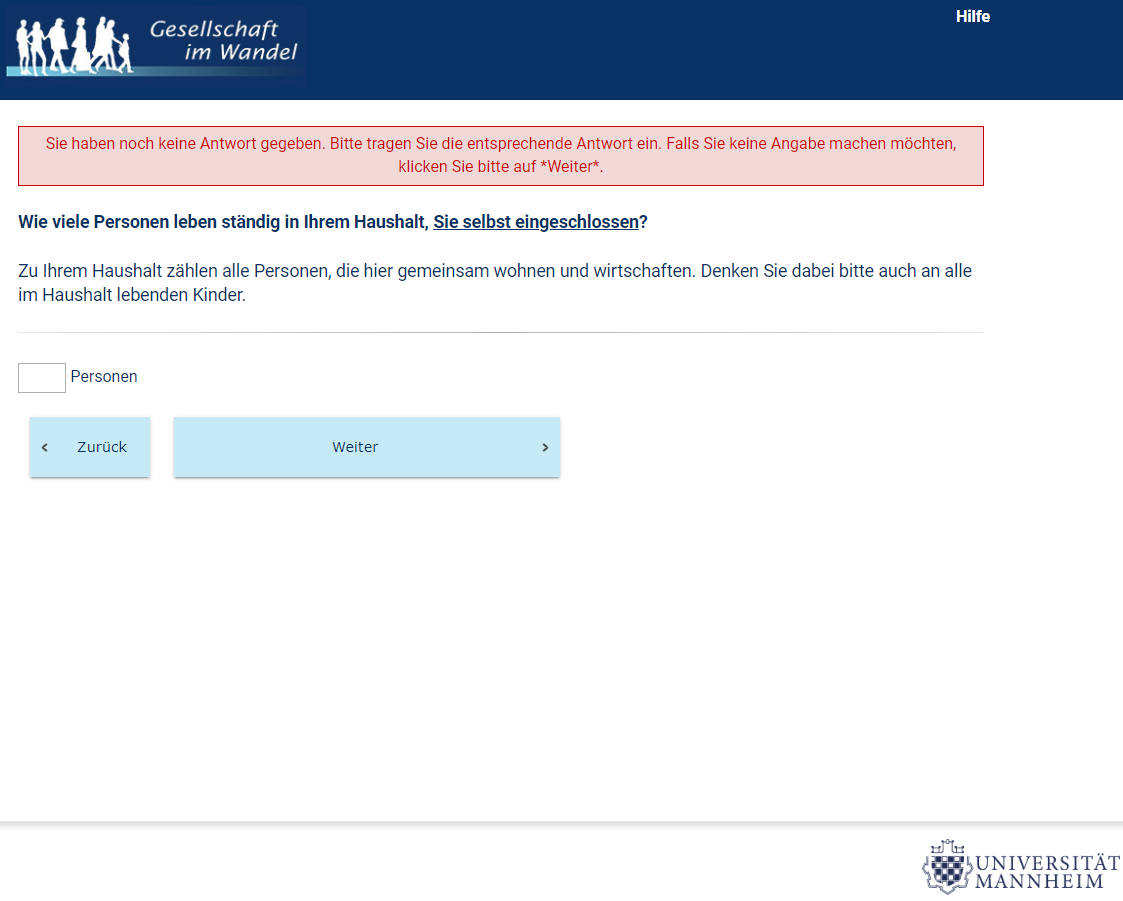 Gesellschaft
im Wandel
Hilfe
Sie haben noch keine Antwort gegeben. Bitte tragen Sie die entsprechende Antwort ein. Falls Sie keine Angabe machen möchten,
klicken Sie bitte auf *Weiter*.
Wie viele Personen leben ständig in Ihrem Haushalt, Sie selbst eingeschlossen?
Zu Ihrem Haushalt zählen alle Personen, die hier gemeinsam wohnen und wirtschaften. Denken Sie dabei bitte auch an alle
im Haushalt lebenden Kinder.
Personen
‹ Zurück
Weiter ›
UNIVERSITÄT
MANNHEIM